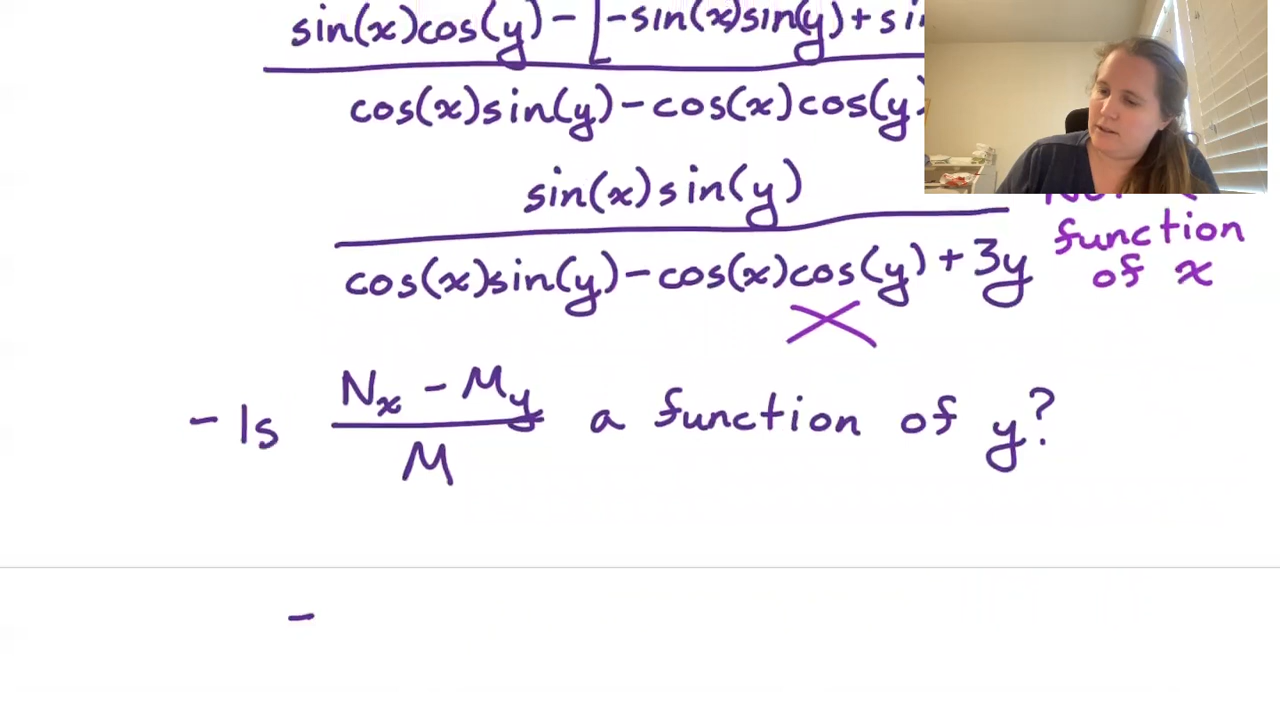 sin(x)cos(y) - [-sin(x)sin(y) + si
cos(x)sin(y) - cos(x)cos(y)
sin(x)sin(y)
cos(x)sin(y) - cos(x)cos(y) + 3y
function
of x
- Is (N_x - M_y)/M a function of y?
-